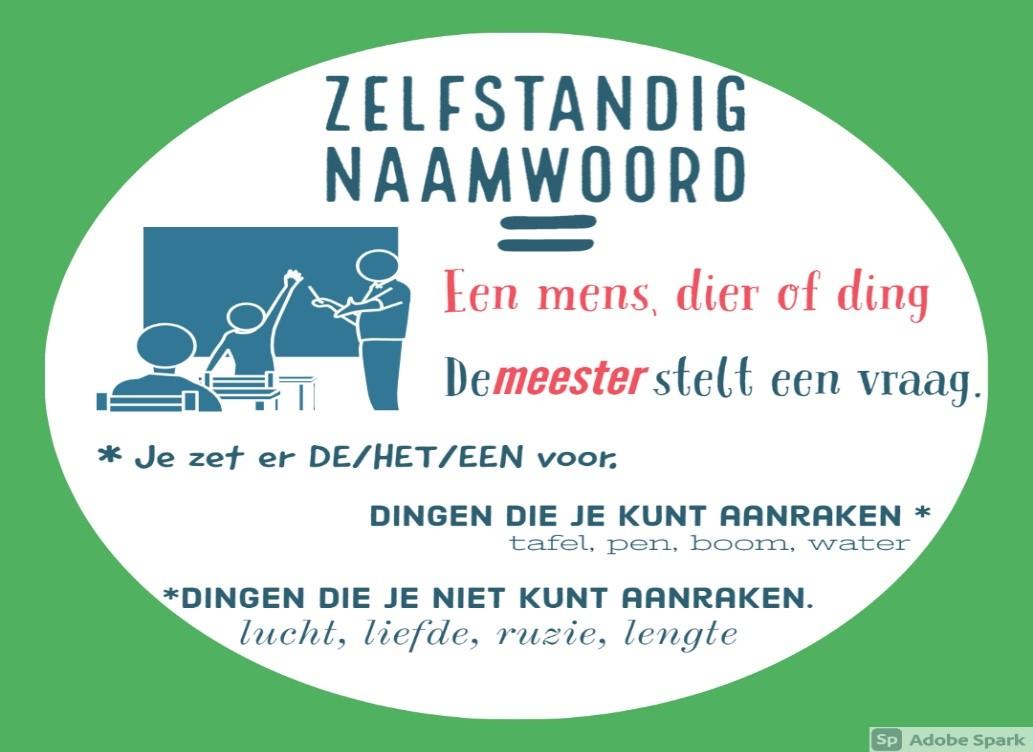 ZELFSTANDIG
NAAMWOORD
=
Een mens, dier of ding
De meester stelt een vraag.
* Je zet er DE/HET/EEN voor.
DINGEN DIE JE KUNT AANRAKEN *
tafel, pen, boom, water
*DINGEN DIE JE NIET KUNT AANRAKEN.
lucht, liefde, ruzie, lengte
Sp Adobe Spark